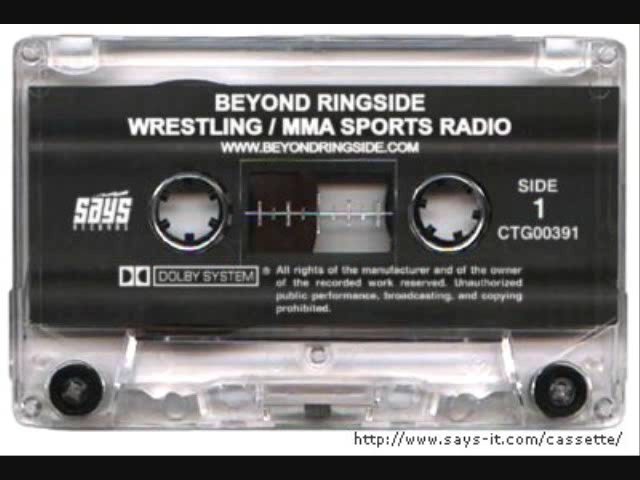 BEYOND RINGSIDE
WRESTLING / MMA SPORTS RADIO
WWW.BEYONDRINGSIDE.COM
says
RECORDS
SIDE
1
CTG00391
DOLBY SYSTEM ®
All rights of the manufacturer and of the owner
of the recorded work reserved. Unauthorized
public performance, broadcasting, and copying
prohibited.
http://www.says-it.com/cassette/